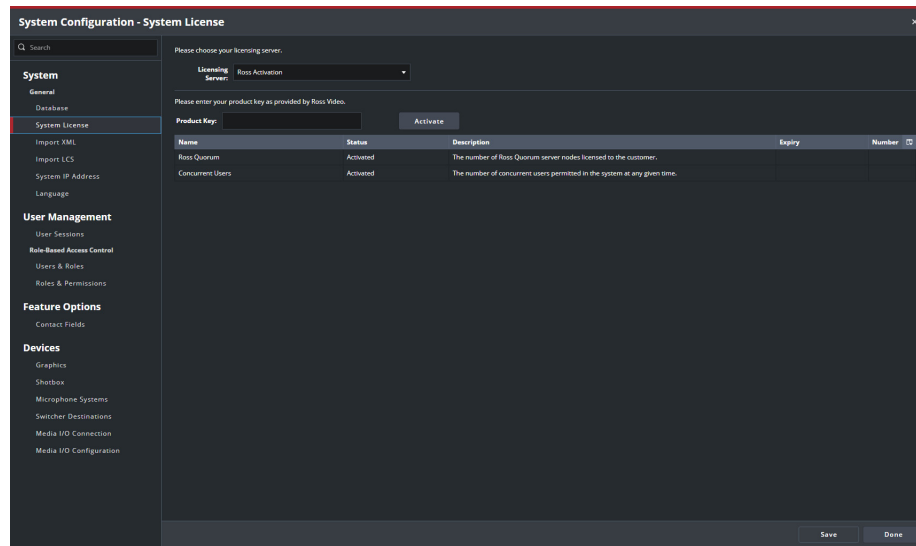 System Configuration - System License
Search
System
General
Database
System License
Import XML
Import LCS
System IP Address
Language
User Management
User Sessions
Role-Based Access Control
Users & Roles
Roles & Permissions
Feature Options
Contact Fields
Devices
Graphics
Shotbox
Microphone Systems
Switcher Destinations
Media I/O Connection
Media I/O Configuration
Please choose your licensing server.
Licensing
Server:
Ross Activation
Please enter your product key as provided by Ross Video.
Product Key: Activate
Name Status Description Expiry Number
Ross Quorum Activated The number of Ross Quorum server nodes licensed to the customer.
Concurrent Users Activated The number of concurrent users permitted in the system at any given time.
Save Done